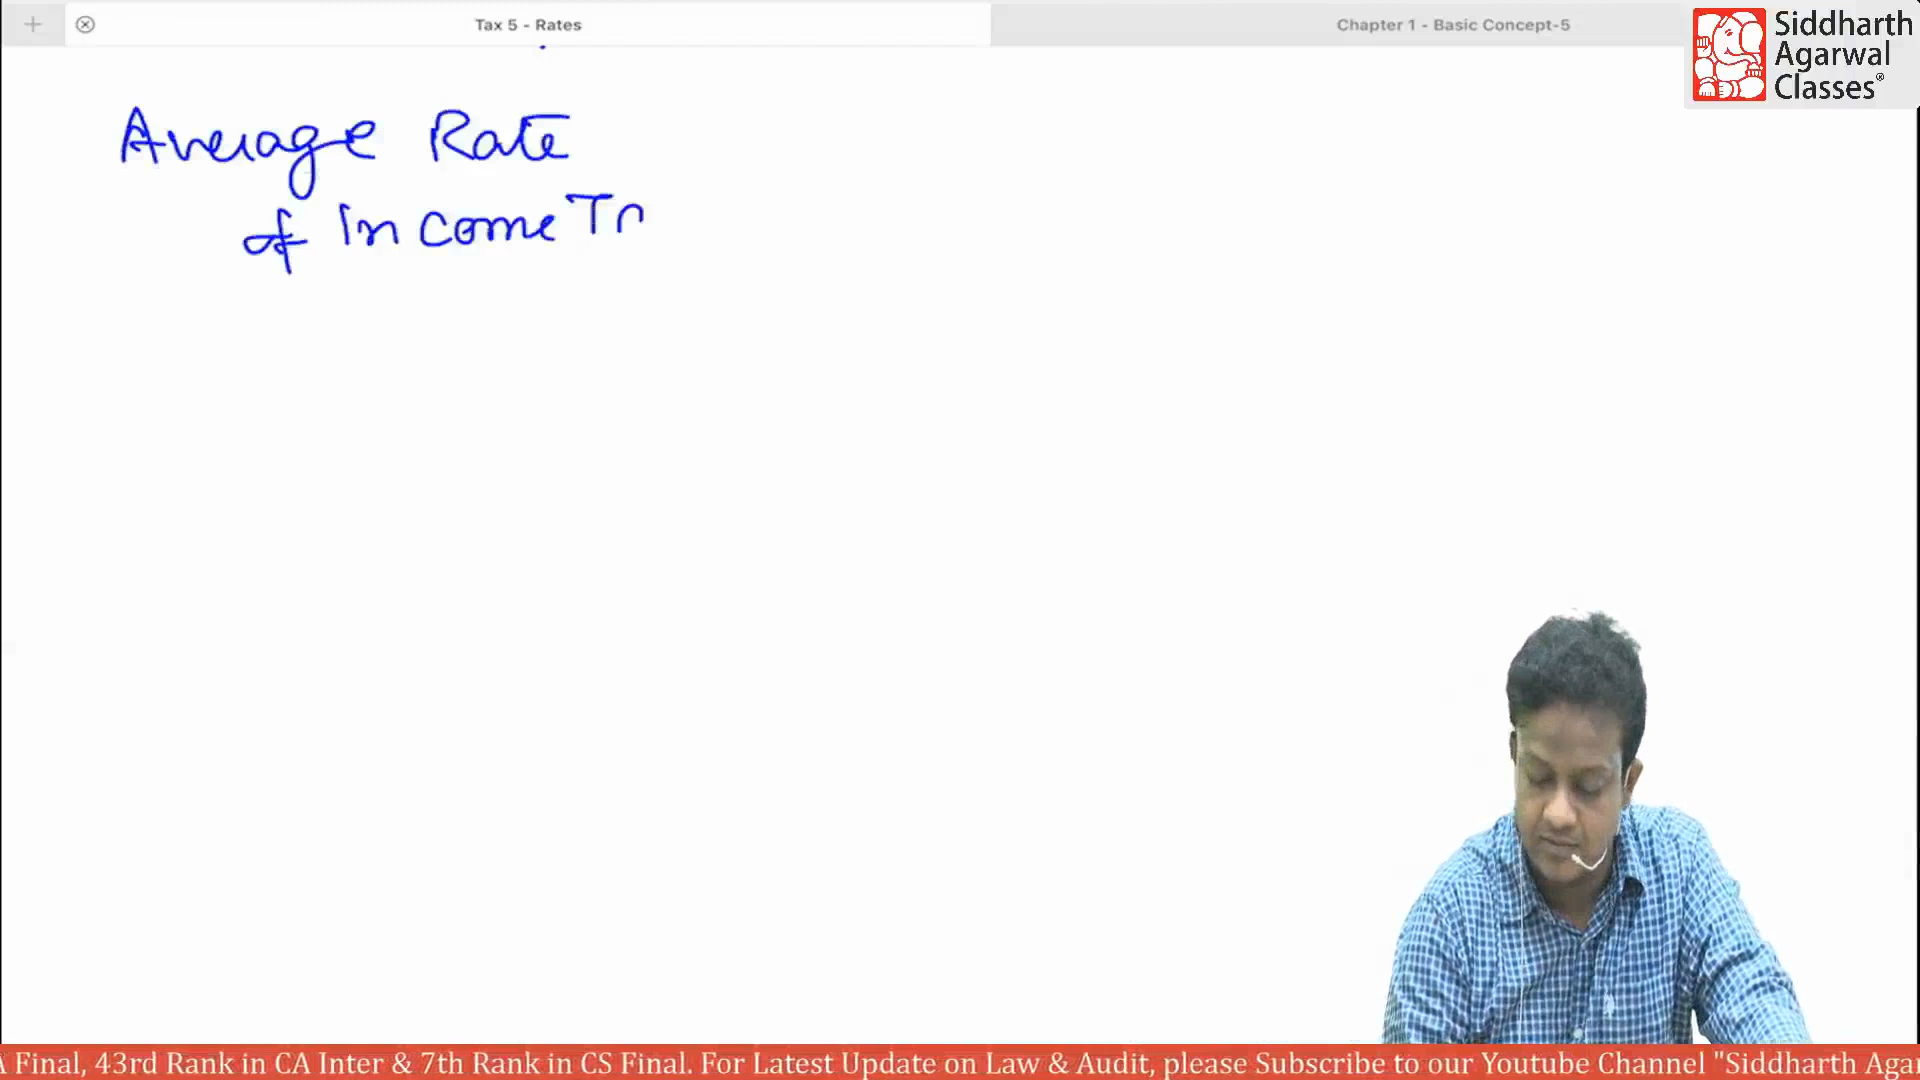 Tax 5 - Rates
Chapter 1 - Basic Concept-5
Siddharth
Agarwal
Classes®
Average Rate
of Income Ta
A Final, 43rd Rank in CA Inter & 7th Rank in CS Final. For Latest Update on Law & Audit, please Subscribe to our Youtube Channel "Siddharth Aga